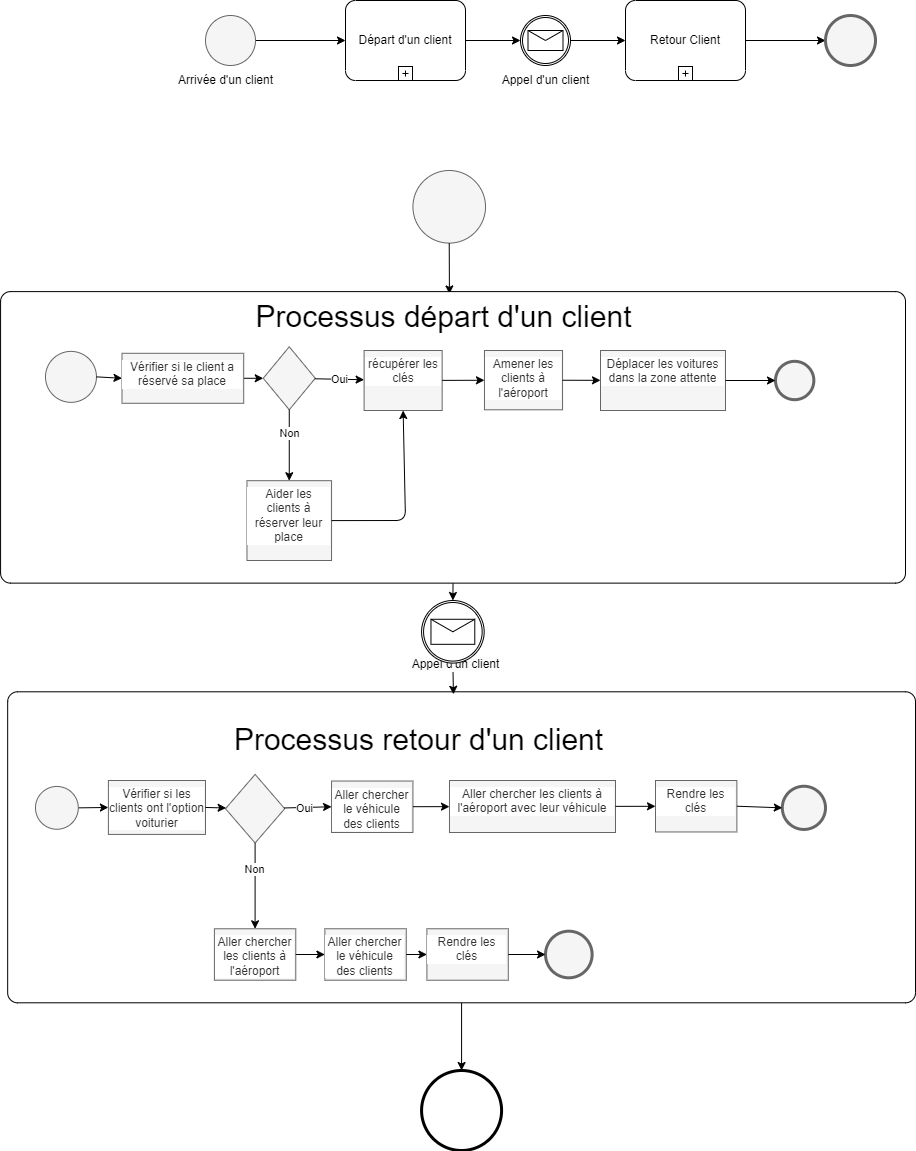 Départ d'un client
Retour Client
+
+
Arrivée d'un client
Appel d'un client
Processus départ d'un client
Vérifier si le client a
réservé sa place
Oui
récupérer les
clés
Amener les
clients à
l'aéroport
Déplacer les voitures
dans la zone attente
Non
Aider les
clients à
réserver leur
place
Appel d'un client
Processus retour d'un client
Vérifier si les
clients ont l'option
voiturier
Oui
Aller chercher
le véhicule
des clients
Aller chercher les clients à
l'aéroport avec leur véhicule
Rendre les
clés
Non
Aller chercher
les clients à
l'aéroport
Aller chercher
le véhicule
des clients
Rendre les
clés